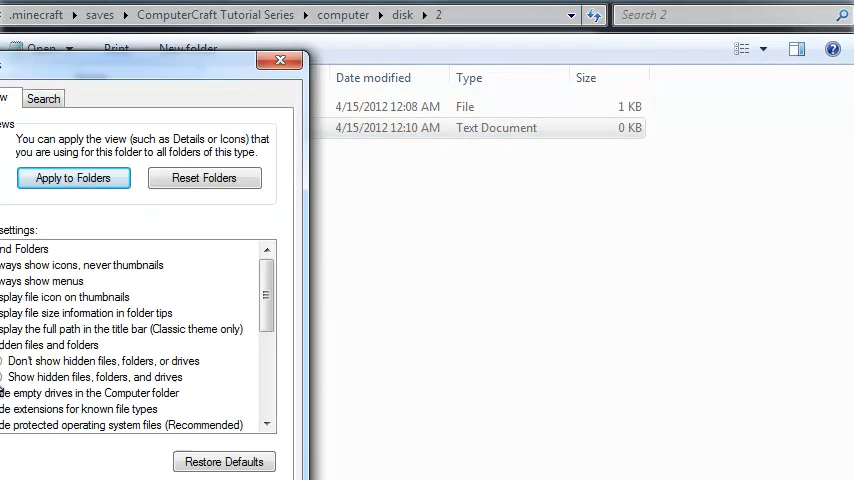 .minecraft saves ComputerCraft Tutorial Series computer disk 2 Search 2
Open Print New folder
Date modified Type Size
4/15/2012 12:08 AM File 1 KB
4/15/2012 12:10 AM Text Document 0 KB
Search
You can apply the view (such as Details or Icons) that
you are using for this folder to all folders of this type.
Apply to Folders Reset Folders
settings:
nd Folders
ways show icons, never thumbnails
ways show menus
splay file icon on thumbnails
splay file size information in folder tips
splay the full path in the title bar (Classic theme only)
dden files and folders
Don't show hidden files, folders, or drives
Show hidden files, folders, and drives
de empty drives in the Computer folder
de extensions for known file types
de protected operating system files (Recommended)
Restore Defaults